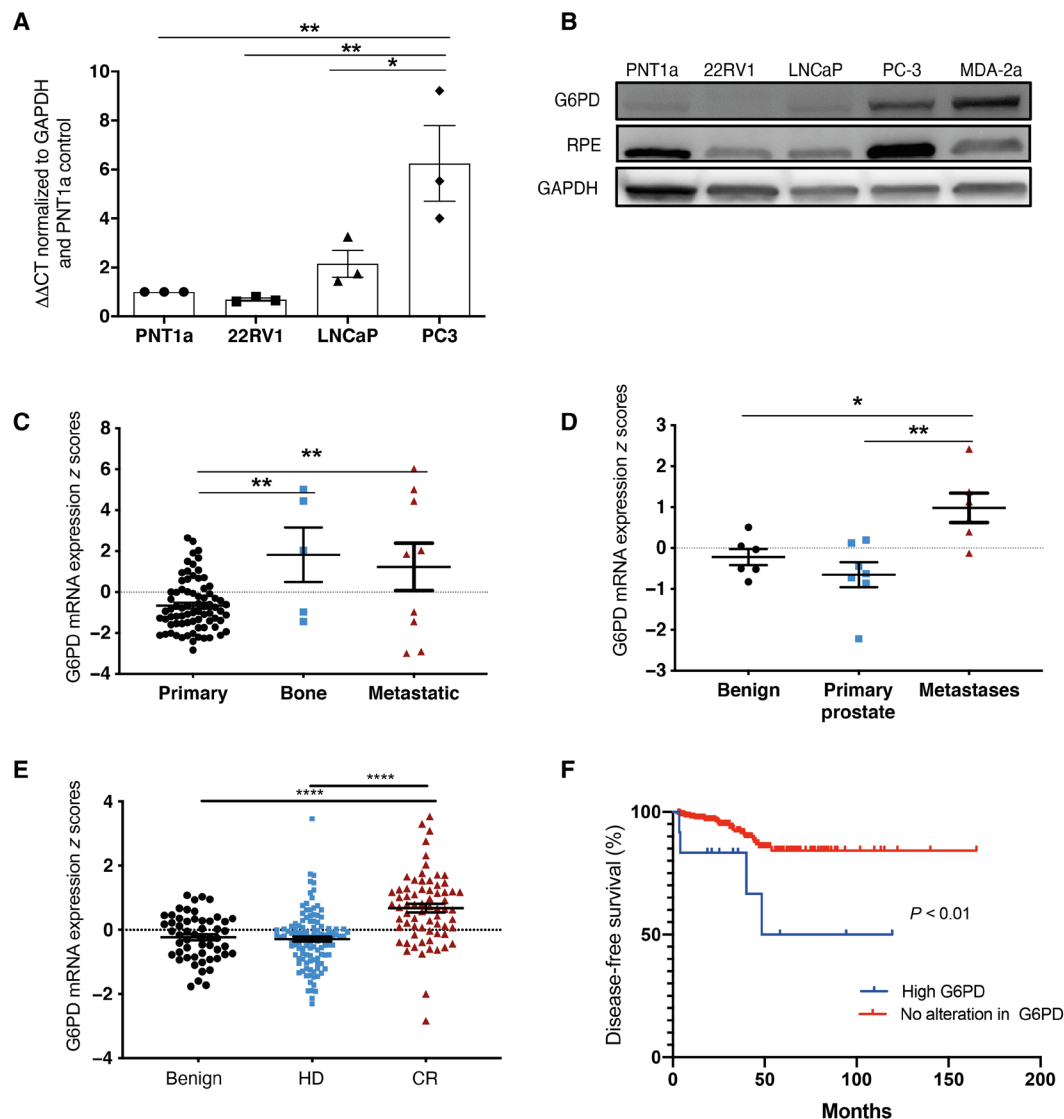 A
**
**
*
10
8
6
4
2
0
ΔΔCT normalized to GAPDH
and PNT1a control
PNT1a 22RV1 LNCaP PC3
B
PNT1a 22RV1 LNCaP PC-3 MDA-2a
G6PD
RPE
GAPDH
C
G6PD mRNA expression z scores
8
6
4
2
0
−2
−4
**
**
Primary Bone Metastatic
D
G6PD mRNA expression z scores
3
2
1
0
−1
−2
−3
*
**
Benign Primary Metastases
prostate
E
G6PD mRNA expression z scores
4
2
0
−2
−4
****
****
Benign HD CR
F
Disease-free survival (%)
100
50
0
P < 0.01
High G6PD
No alteration in G6PD
0 50 100 150 200
Months